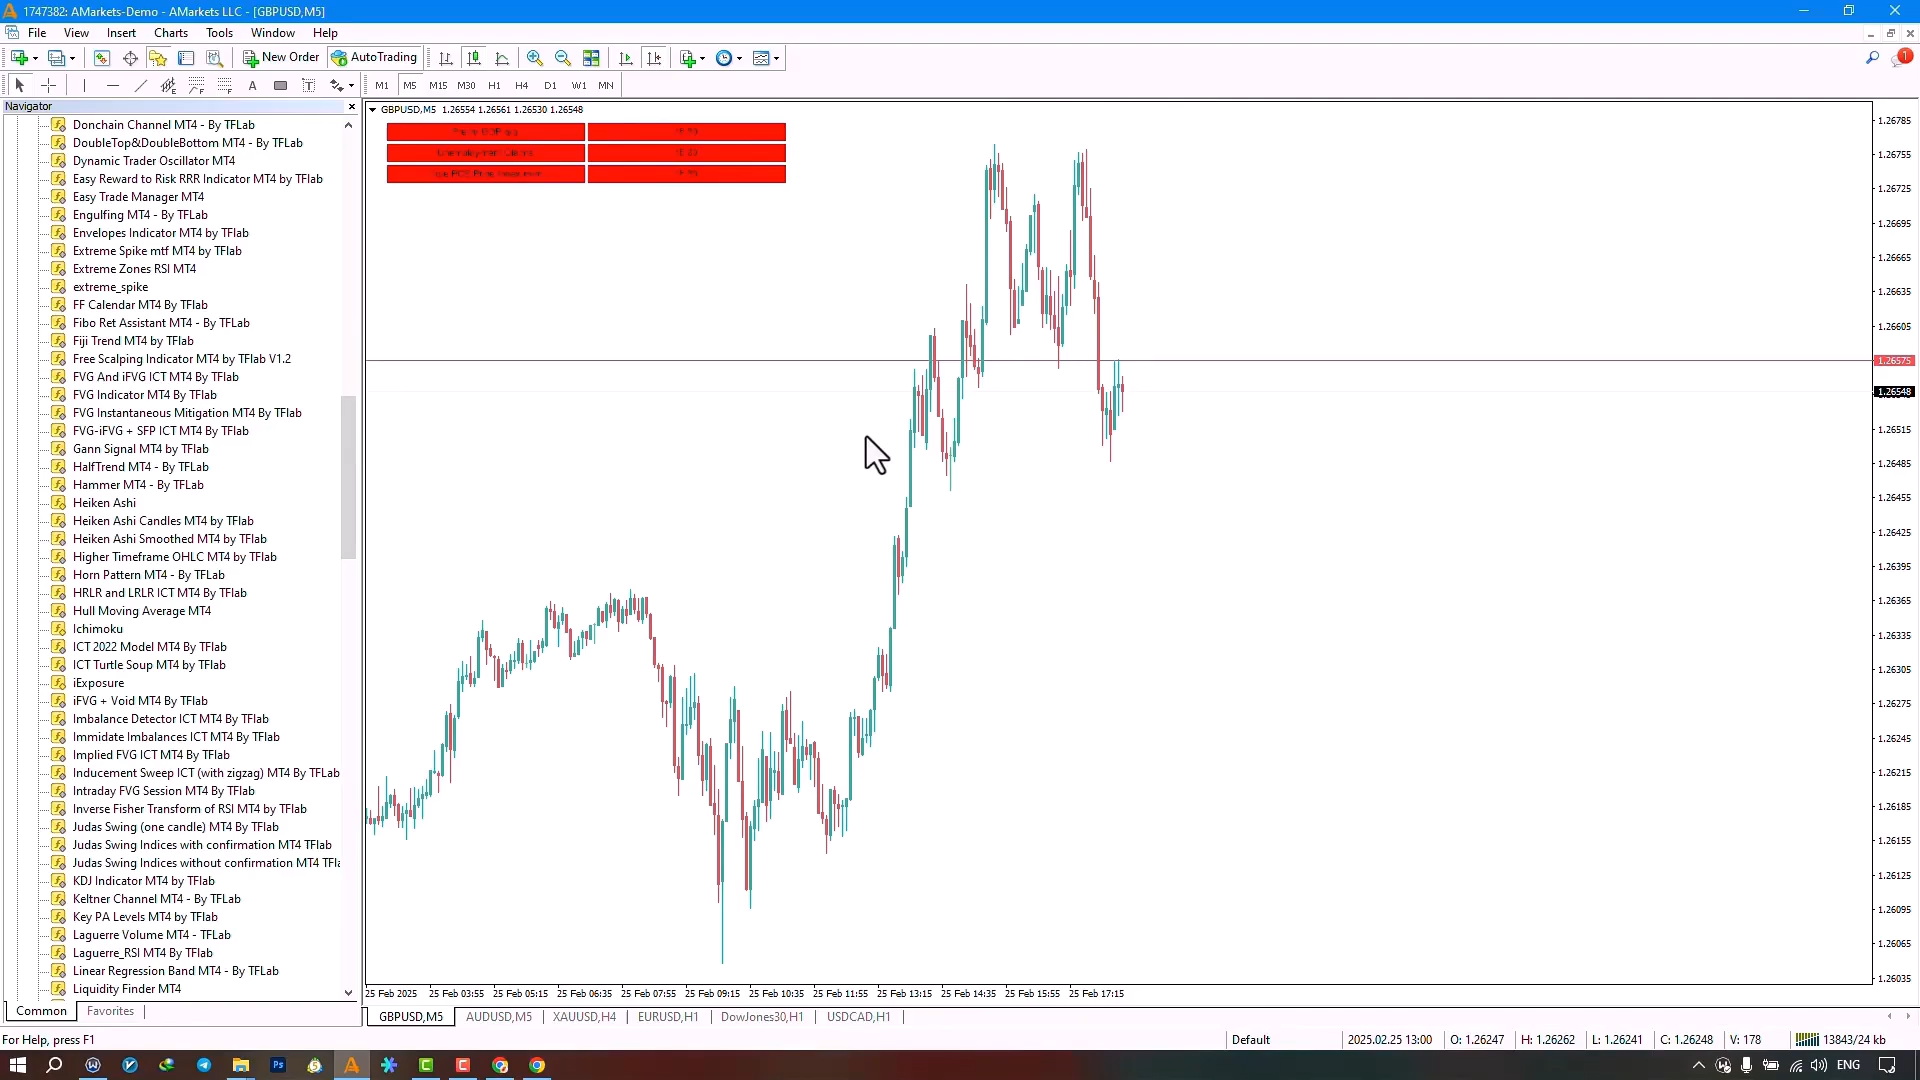 1747382: AMarkets-Demo - AMarkets LLC - [GBPUSD,M5]
File View Insert Charts Tools Window Help
New Order AutoTrading
1
A T M1 M5 M15 M30 H1 H4 D1 W1 MN
Navigator
Donchain Channel MT4 - By TFLab
DoubleTop&DoubleBottom MT4 - By TFLab
Dynamic Trader Oscillator MT4
Easy Reward to Risk RRR Indicator MT4 by TFlab
Easy Trade Manager MT4
Engulfing MT4 - By TFLab
Envelopes Indicator MT4 by TFlab
Extreme Spike mtf MT4 by TFlab
Extreme Zones RSI MT4
extreme_spike
FF Calendar MT4 By TFlab
Fibo Ret Assistant MT4 - By TFLab
Fiji Trend MT4 by TFlab
Free Scalping Indicator MT4 by TFlab V1.2
FVG And iFVG ICT MT4 By TFlab
FVG Indicator MT4 By TFlab
FVG Instantaneous Mitigation MT4 By TFlab
FVG-iFVG + SFP ICT MT4 By TFlab
Gann Signal MT4 by TFlab
HalfTrend MT4 - By TFLab
Hammer MT4 - By TFLab
Heiken Ashi
Heiken Ashi Candles MT4 by TFlab
Heiken Ashi Smoothed MT4 by TFlab
Higher Timeframe OHLC MT4 by TFlab
Horn Pattern MT4 - By TFLab
HRLR and LRLR ICT MT4 By TFlab
Hull Moving Average MT4
Ichimoku
ICT 2022 Model MT4 By TFlab
ICT Turtle Soup MT4 by TFlab
iExposure
iFVG + Void MT4 By TFlab
Imbalance Detector ICT MT4 By TFlab
Immidate Imbalances ICT MT4 By TFlab
Implied FVG ICT MT4 By TFlab
Inducement Sweep ICT (with zigzag) MT4 By TFLab
Intraday FVG Session MT4 By TFlab
Inverse Fisher Transform of RSI MT4 by TFlab
Judas Swing (one candle) MT4 By TFlab
Judas Swing Indices with confirmation MT4 TFlab
Judas Swing Indices without confirmation MT4 TFla
KDJ Indicator MT4 by TFlab
Keltner Channel MT4 - By TFLab
Key PA Levels MT4 by TFlab
Laguerre Volume MT4 - TFLab
Laguerre_RSI MT4 By TFlab
Linear Regression Band MT4 - By TFLab
Liquidity Finder MT4
Common Favorites
GBPUSD,M5 1.26554 1.26561 1.26530 1.26548
1.26785
1.26755
1.26725
1.26695
1.26665
1.26635
1.26605
1.26575
1.26548
1.26515
1.26485
1.26455
1.26425
1.26395
1.26365
1.26335
1.26305
1.26275
1.26245
1.26215
1.26185
1.26155
1.26125
1.26095
1.26065
1.26035
25 Feb 2025 25 Feb 03:55 25 Feb 05:15 25 Feb 06:35 25 Feb 07:55 25 Feb 09:15 25 Feb 10:35 25 Feb 11:55 25 Feb 13:15 25 Feb 14:35 25 Feb 15:55 25 Feb 17:15
GBPUSD,M5 AUDUSD,M5 XAUUSD,H4 EURUSD,H1 DowJones30,H1 USDCAD,H1
For Help, press F1 Default 2025.02.25 13:00 O: 1.26247 H: 1.26262 L: 1.26241 C: 1.26248 V: 178 13843/24 kb
Ps ENG